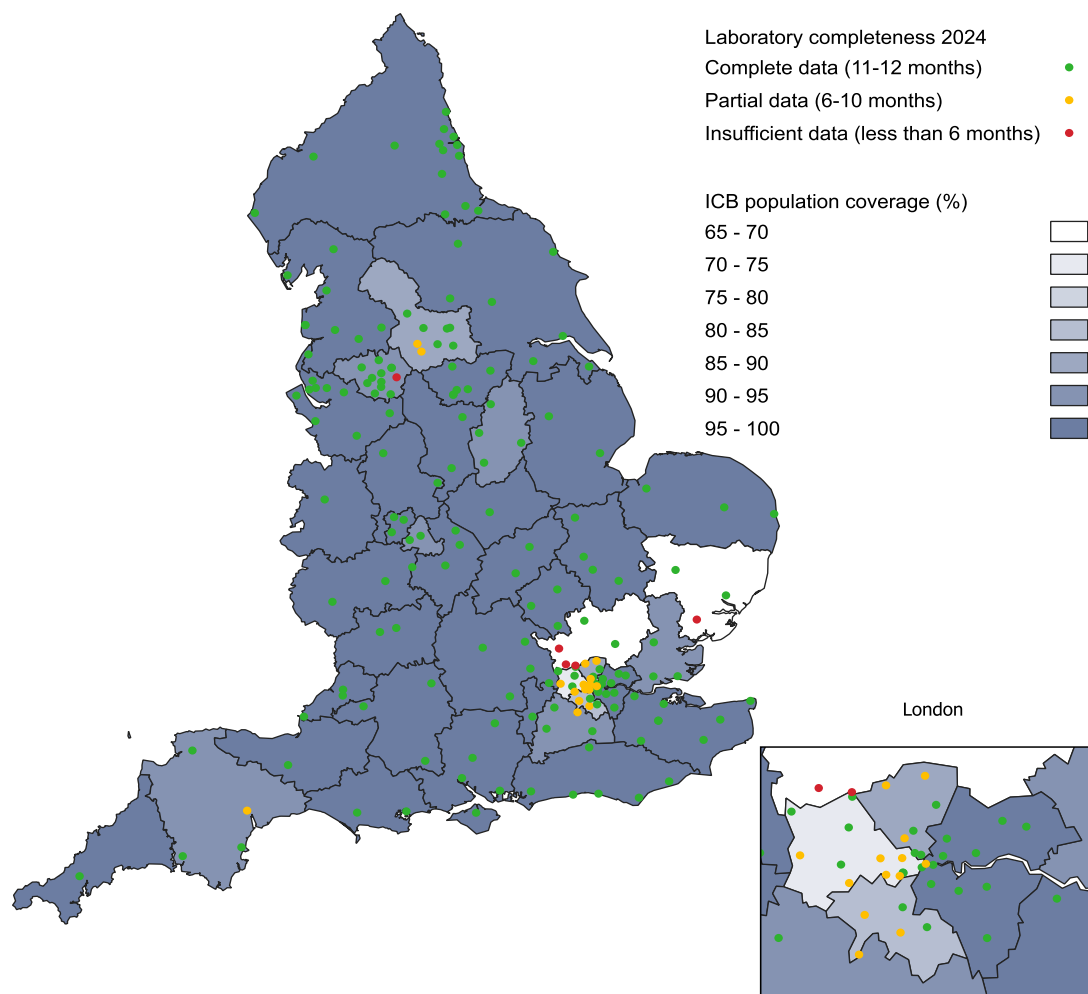 Laboratory completeness 2024
Complete data (11-12 months)
Partial data (6-10 months)
Insufficient data (less than 6 months)
ICB population coverage (%)
65 - 70
70 - 75
75 - 80
80 - 85
85 - 90
90 - 95
95 - 100
London